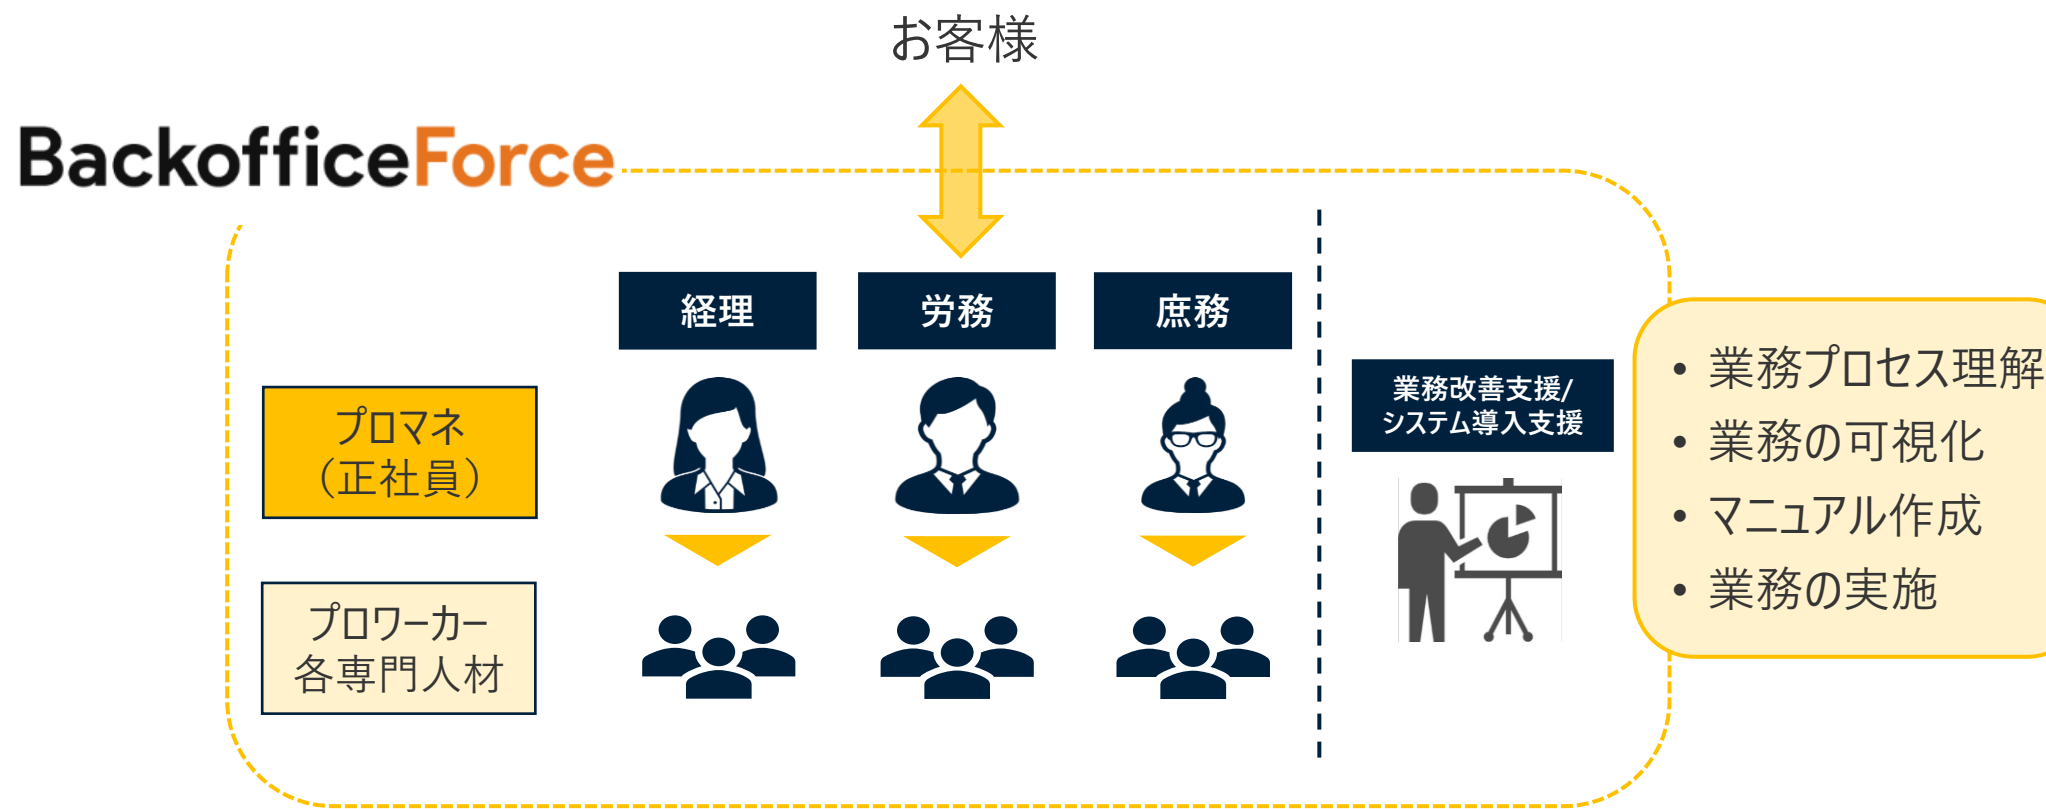 お客様
BackofficeForce
経理
労務
庶務
プロマネ
（正社員）
プロワーカー
各専門人材
業務改善支援/
システム導入支援
• 業務プロセス理解
• 業務の可視化
• マニュアル作成
• 業務の実施